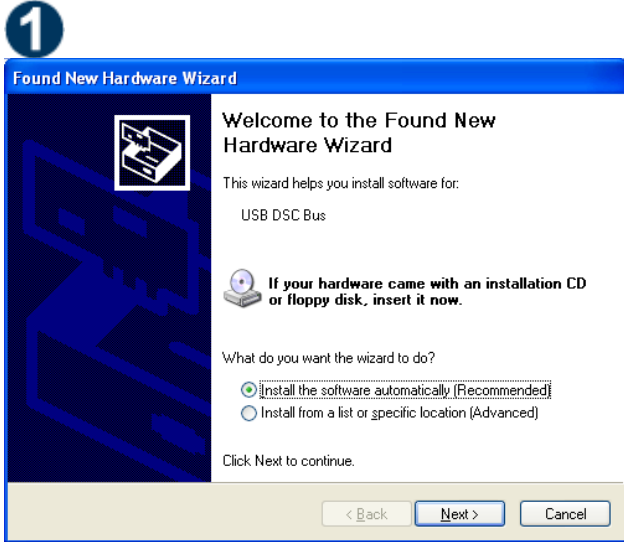 1
Found New Hardware Wizard
Welcome to the Found New
Hardware Wizard
This wizard helps you install software for:
USB DSC Bus
If your hardware came with an installation CD
or floppy disk, insert it now.
What do you want the wizard to do?
Install the software automatically (Recommended)
Install from a list or specific location (Advanced)
Click Next to continue.
< Back Next > Cancel